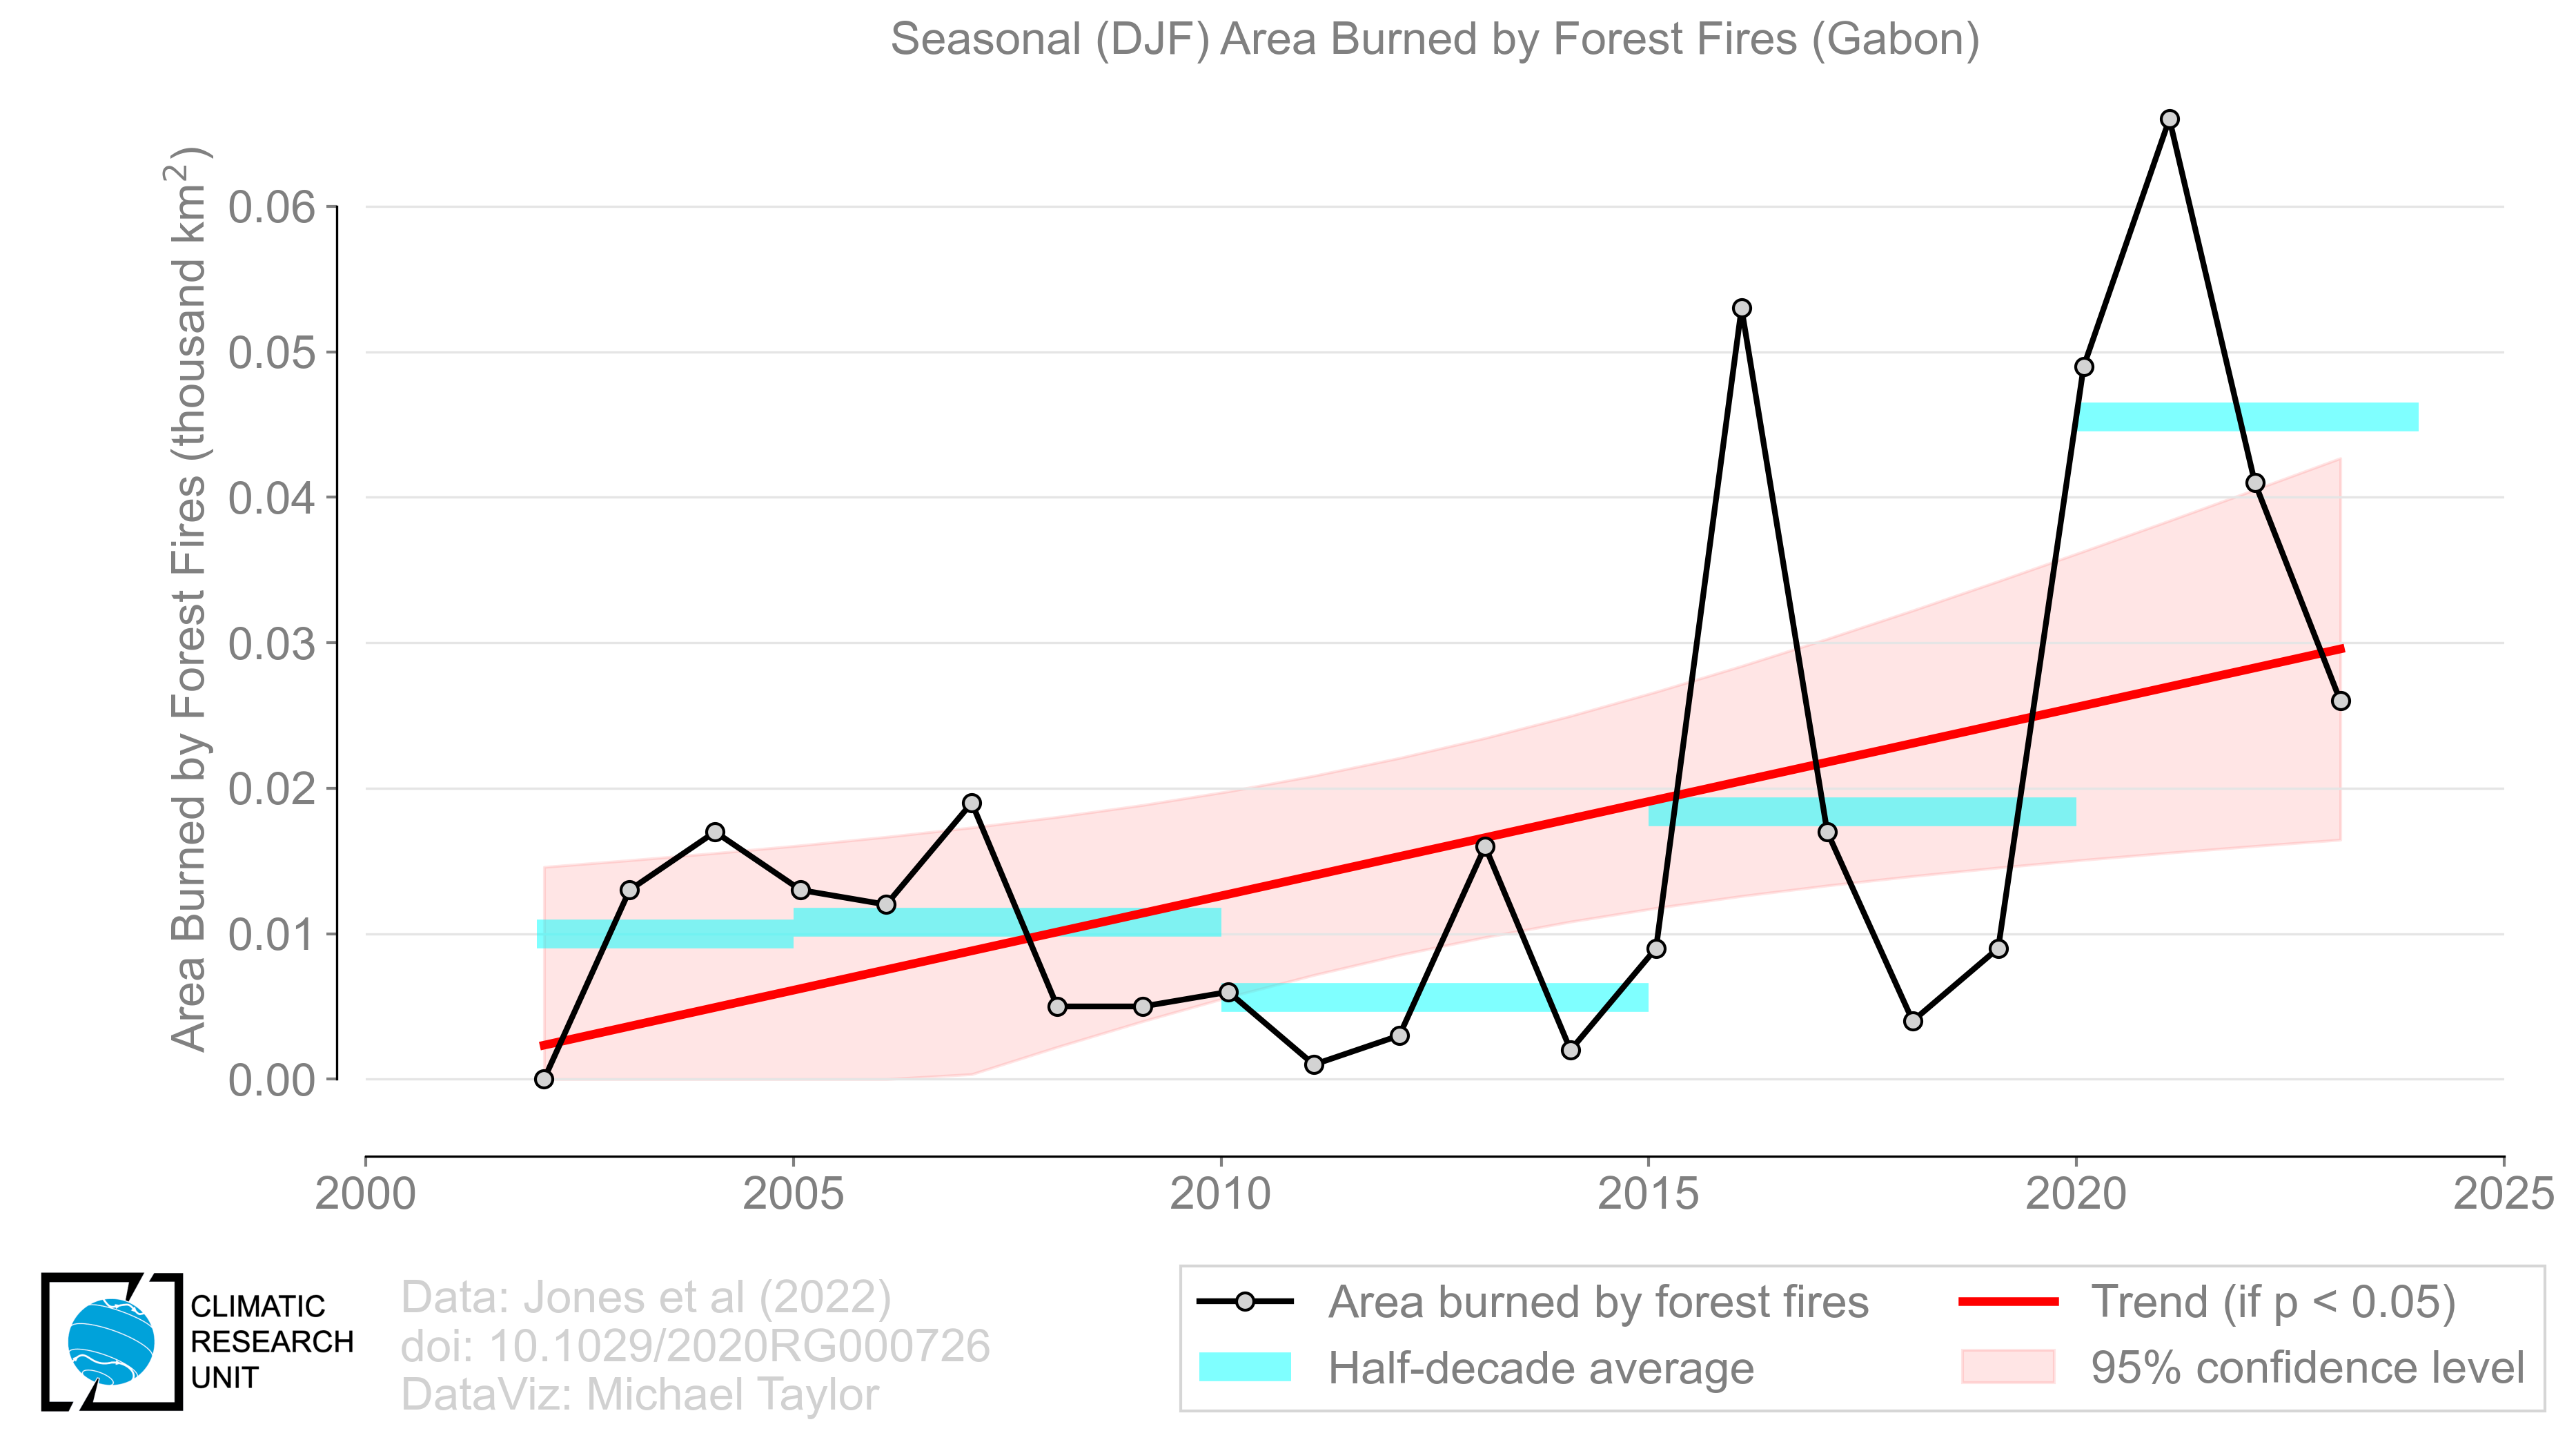 Seasonal (DJF) Area Burned by Forest Fires (Gabon)
Area Burned by Forest Fires (thousand km²)
0.06
0.05
0.04
0.03
0.02
0.01
0.00
2000 2005 2010 2015 2020 2025
CLIMATIC
RESEARCH
UNIT
Data: Jones et al (2022)
doi: 10.1029/2020RG000726
DataViz: Michael Taylor
Area burned by forest fires
Half-decade average
Trend (if p < 0.05)
95% confidence level